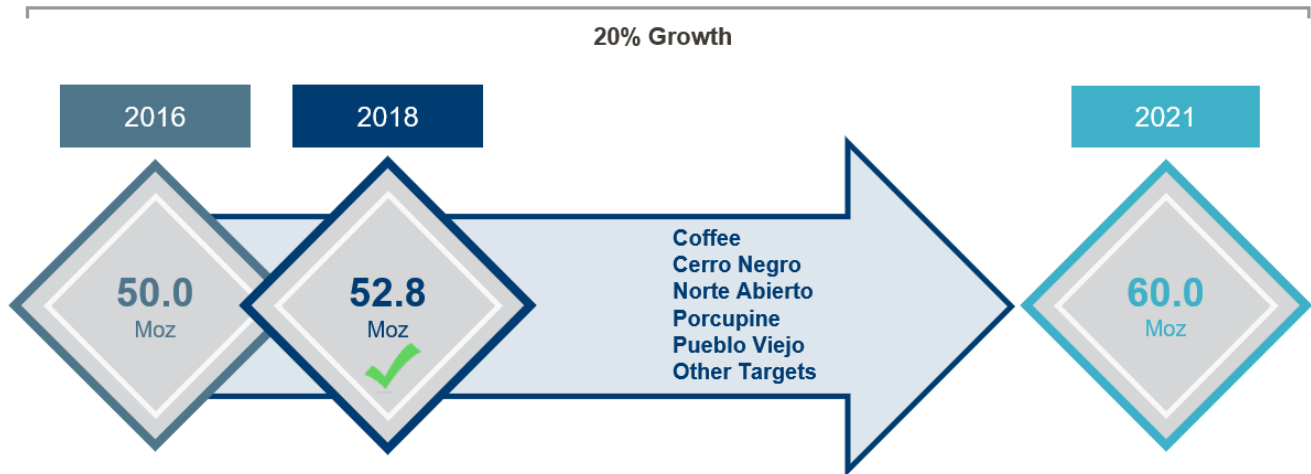 20% Growth
2016
2018
2021
50.0
Moz
52.8
Moz
Coffee
Cerro Negro
Norte Abierto
Porcupine
Pueblo Viejo
Other Targets
60.0
Moz